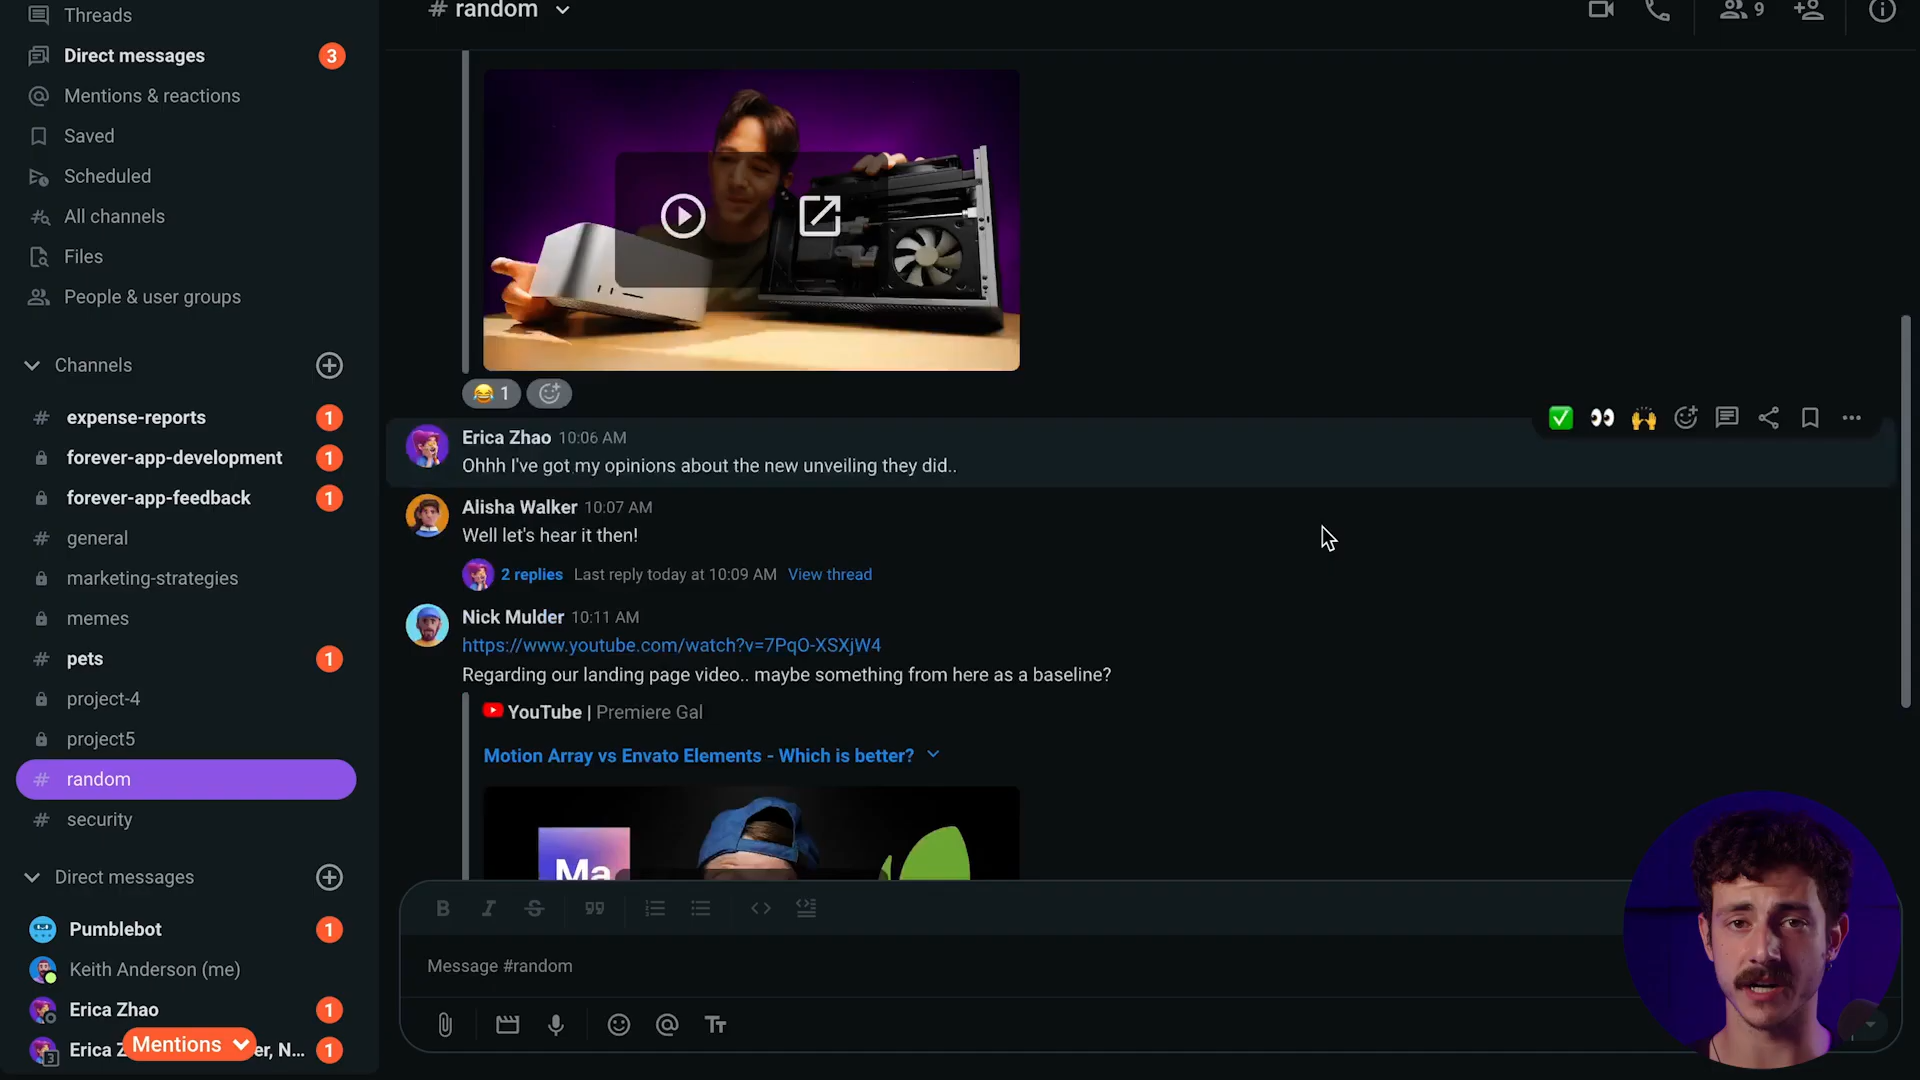 Threads
Direct messages 3
Mentions & reactions
Saved
Scheduled
All channels
Files
People & user groups
Channels
# expense-reports 1
forever-app-development 1
forever-app-feedback 1
# general
marketing-strategies
memes
# pets 1
project-4
project5
# random
# security
Direct messages
Pumblebot 1
Keith Anderson (me)
Erica Zhao 1
Erica Z
Mentions
er, N... 1
3
# random
9
😂 1
Erica Zhao 10:06 AM
Ohhh I've got my opinions about the new unveiling they did..
Alisha Walker 10:07 AM
Well let's hear it then!
2 replies Last reply today at 10:09 AM View thread
Nick Mulder 10:11 AM
https://www.youtube.com/watch?v=7PqO-XSXjW4
Regarding our landing page video.. maybe something from here as a baseline?
YouTube | Premiere Gal
Motion Array vs Envato Elements - Which is better?
Ma
B I S
Message #random
@ Tт